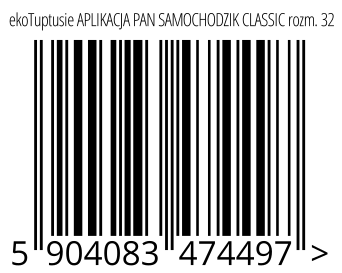 ekoTuptusie APLIKACJA PAN SAMOCHODZIK CLASSIC rozm. 32
5 904083 474497 >